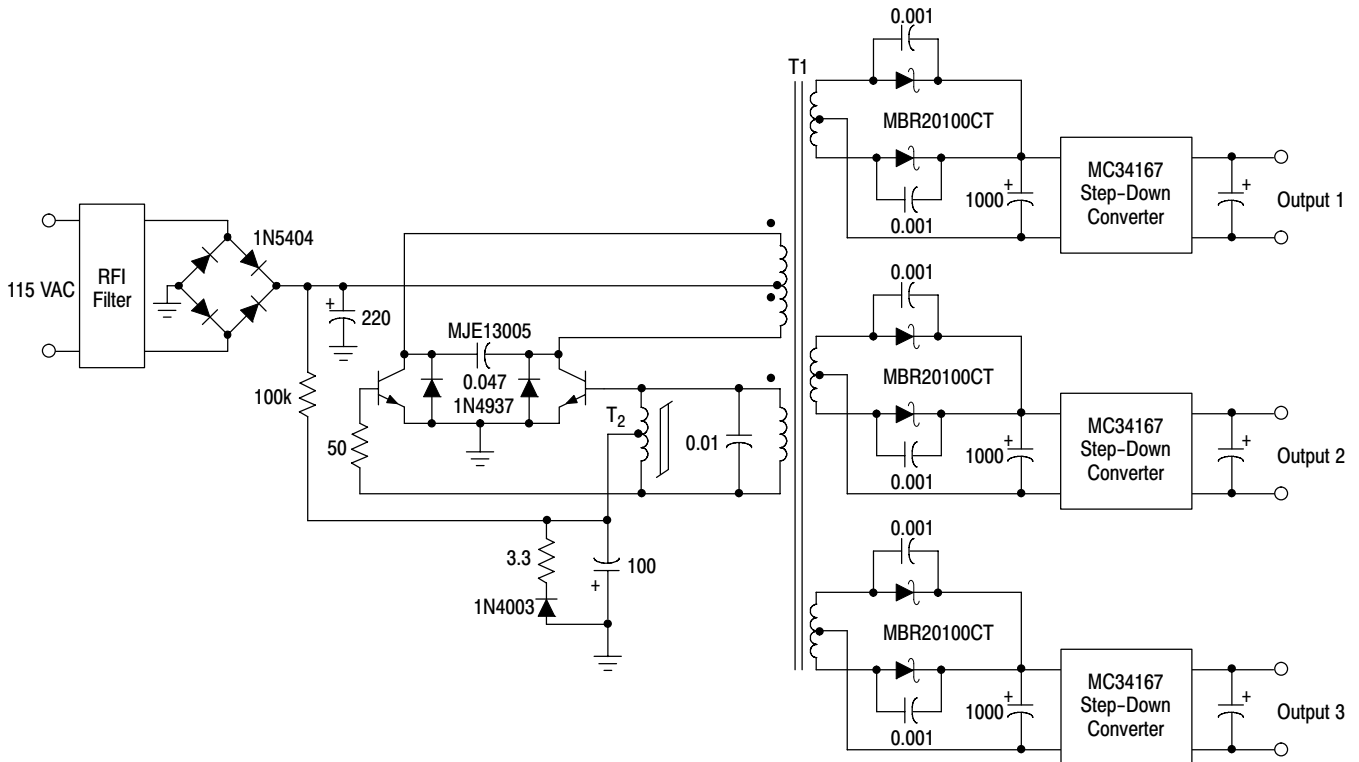 0.001
T1
MBR20100CT
0.001
1000
+
MC34167
Step-Down
Converter
+
Output 1
115 VAC
RFI
Filter
1N5404
+
220
100k
MJE13005
0.047
1N4937
50
T2
0.01
3.3
1N4003
100
+
0.001
MBR20100CT
0.001
1000
+
MC34167
Step-Down
Converter
+
Output 2
0.001
MBR20100CT
0.001
1000
+
MC34167
Step-Down
Converter
+
Output 3